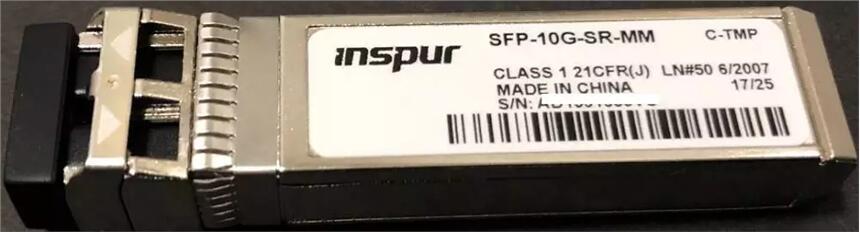 inspur
SFP-10G-SR-MM C-TMP
CLASS 1 21CFR(J) LN#50 6/2007
MADE IN CHINA 17/25
S/N: